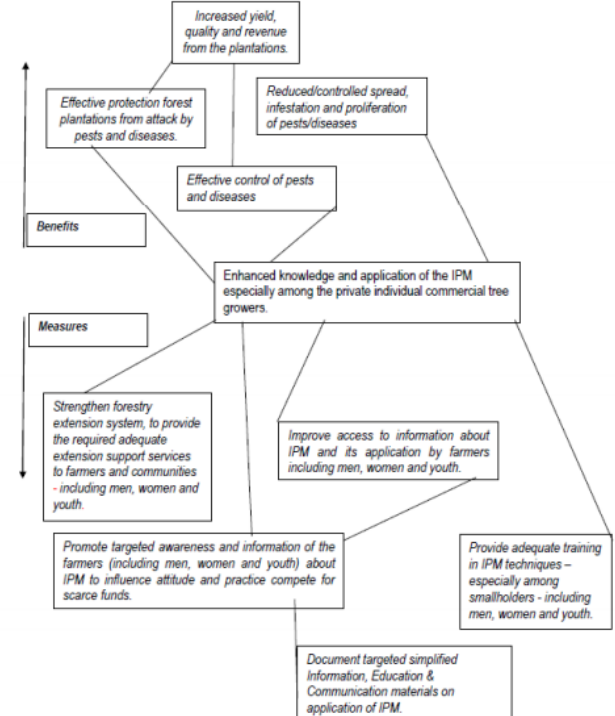 Increased yield,
quality and revenue
from the plantations.
Effective protection forest
plantations from attack by
pests and diseases.
Reduced/controlled spread,
infestation and proliferation
of pests/diseases
Effective control of pests
and diseases
Benefits
Enhanced knowledge and application of the IPM
especially among the private individual commercial tree
growers.
Measures
Strengthen forestry
extension system, to provide
the required adequate
extension support services
to farmers and communities
- including men, women and
youth.
Improve access to information about
IPM and its application by farmers
including men, women and youth.
Promote targeted awareness and information of the
farmers (including men, women and youth) about
IPM to influence attitude and practice compete for
scarce funds.
Provide adequate training
in IPM techniques –
especially among
smallholders - including
men, women and youth.
Document targeted simplified
Information, Education &
Communication materials on
application of IPM.